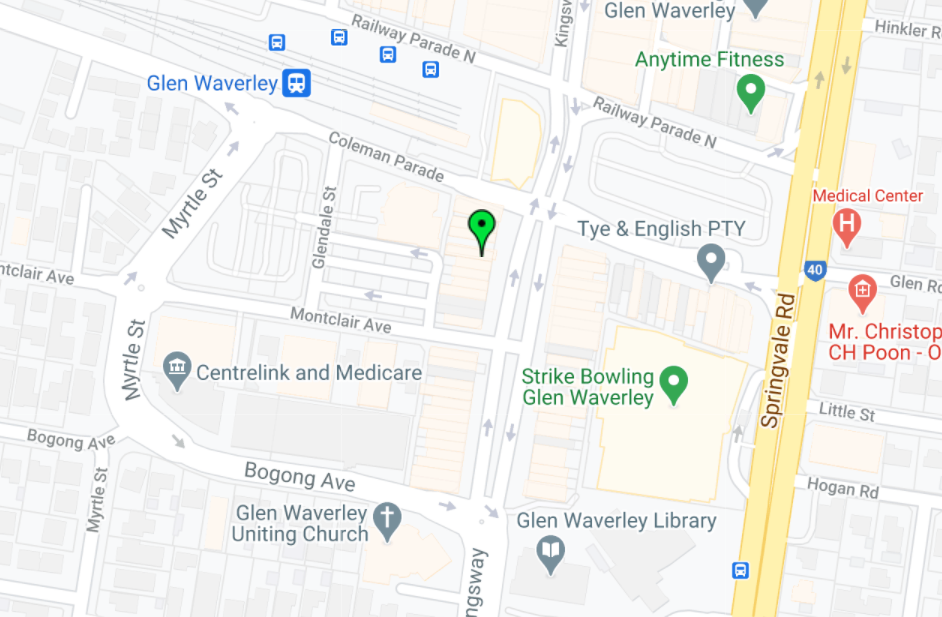 Glen Waverley
Kingsw
Hinkler R
Railway Parade N
Anytime Fitness
Glen Waverley
Railway Parade N
Coleman Parade
Medical Center
H
Myrtle St
Glendale St
Tye & English PTY
ntclair Ave
40
Glen Rd
Montclair Ave
Springvale Rd
Mr. Christop
CH Poon - O
Myrtle St
Centrelink and Medicare
Strike Bowling
Glen Waverley
Little St
Bogong Ave
Bogong Ave
Hogan Rd
Myrtle St
Glen Waverley
Uniting Church
Glen Waverley Library
ngsway